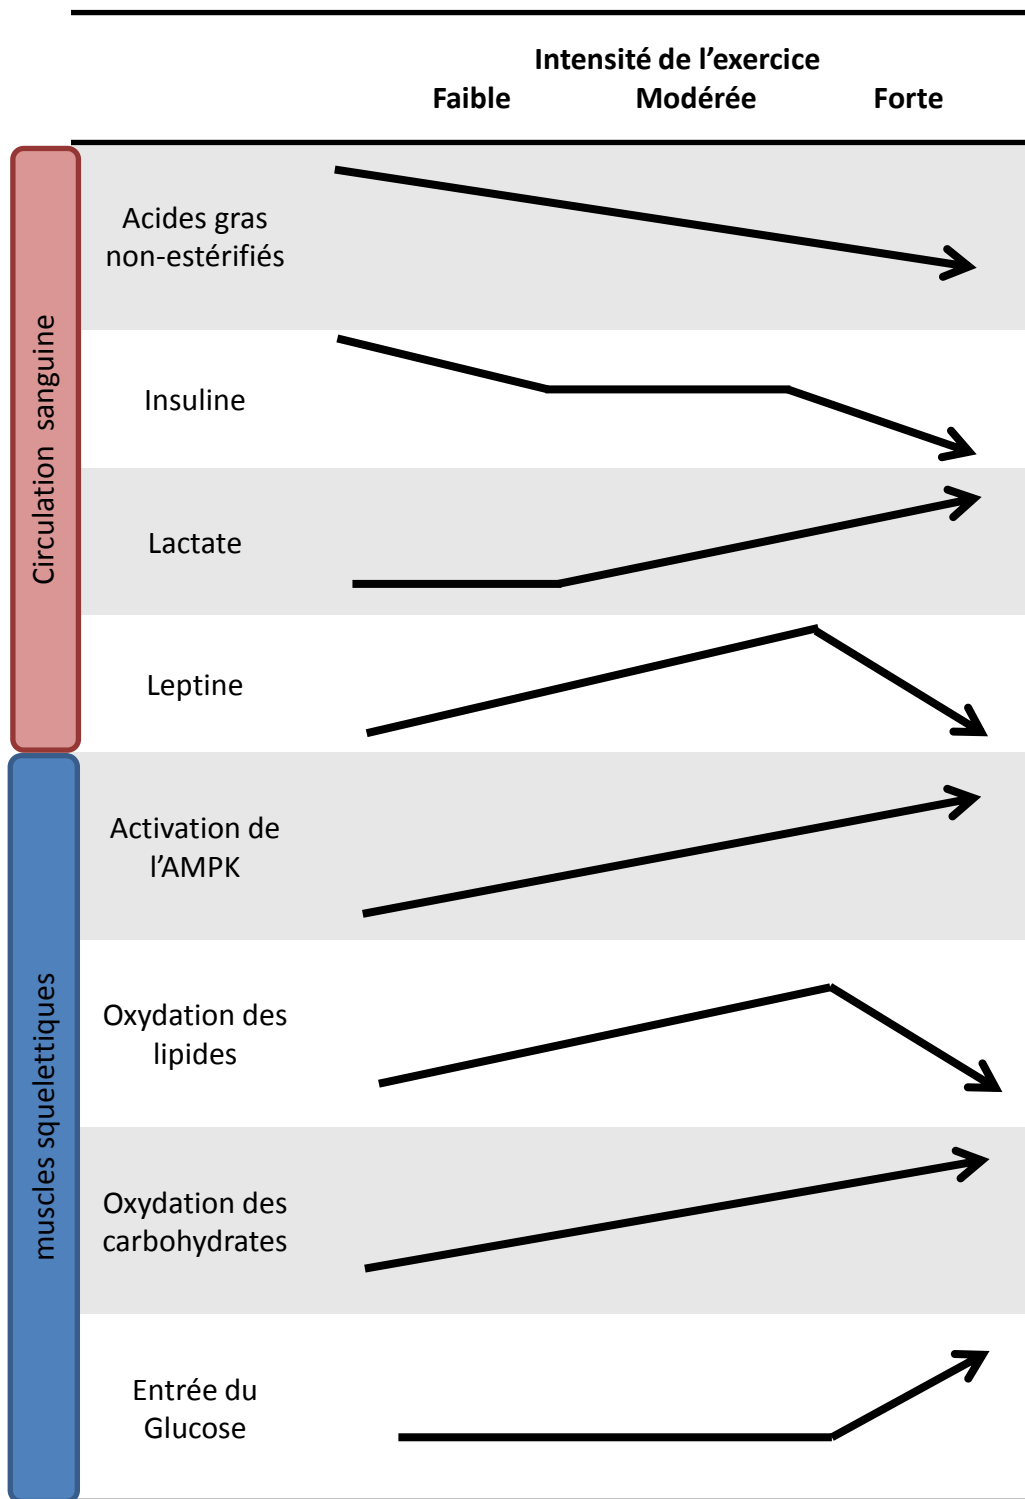 Intensité de l'exercice
Faible Modérée Forte
Circulation sanguine
Acides gras
non-estérifiés
Insuline
Lactate
Leptine
muscles squelettiques
Activation de
l'AMPK
Oxydation des
lipides
Oxydation des
carbohydrates
Entrée du
Glucose